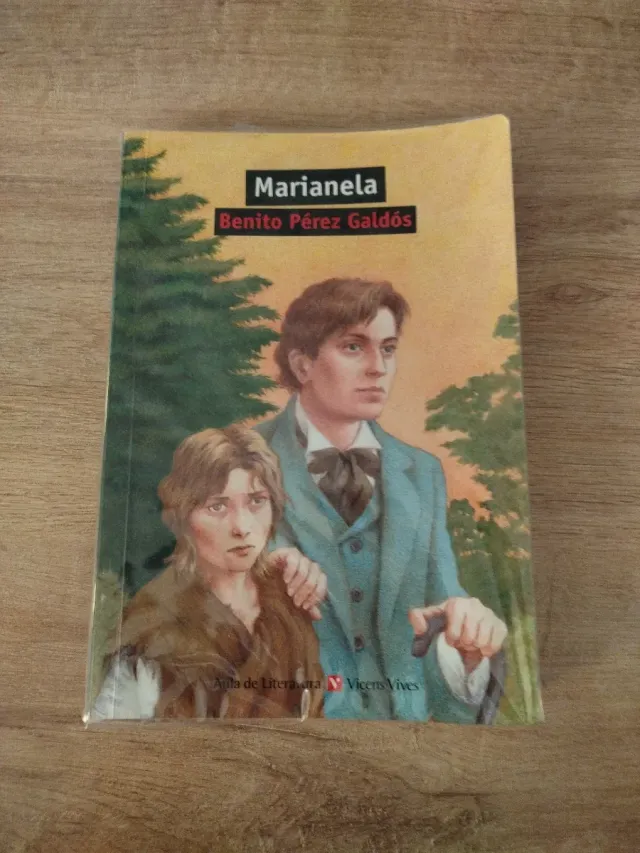 Marianela
Benito Pérez Galdós
Aula de Literatura Vicens Vives